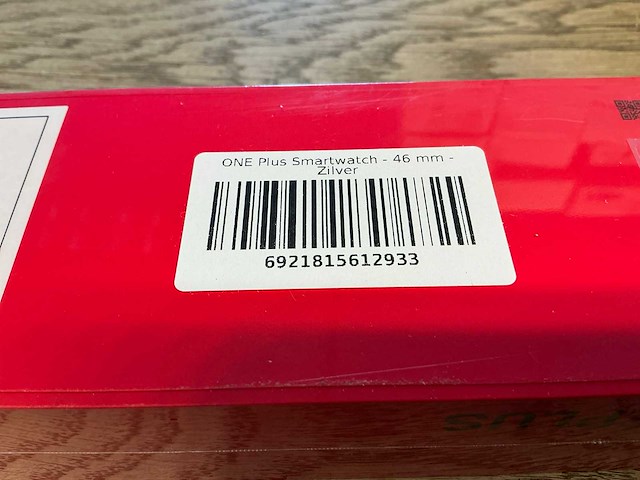 ONE Plus Smartwatch - 46 mm -
Zilver
6921815612933